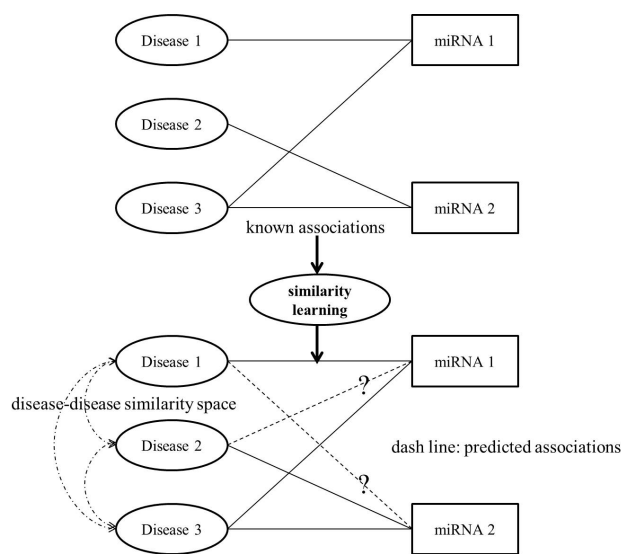 Disease 1
miRNA 1
Disease 2
Disease 3
miRNA 2
known associations
similarity
learning
Disease 1
miRNA 1
?
disease-disease similarity space
Disease 2
dash line: predicted associations
?
Disease 3
miRNA 2